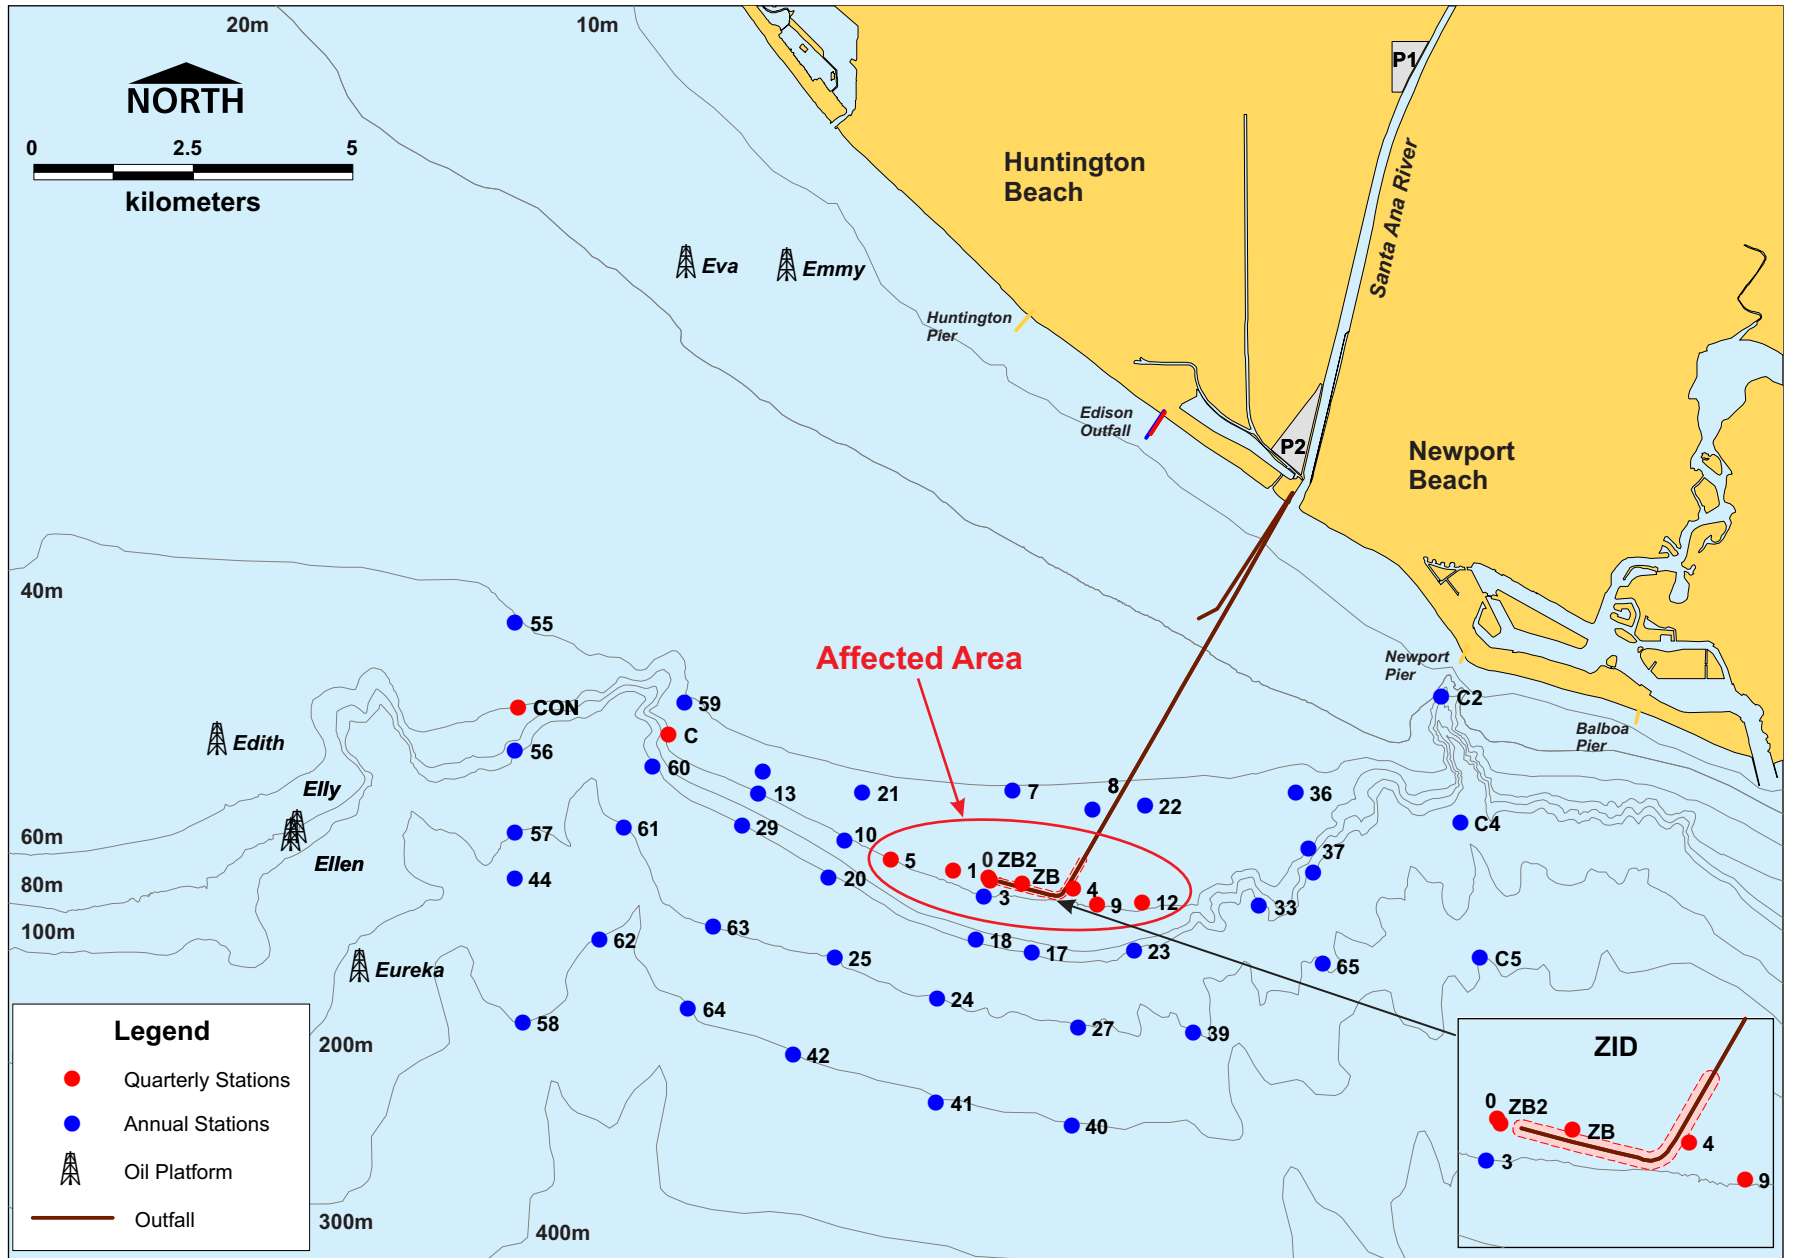 20m
10m
P1
NORTH
0 2.5 5
kilometers
Huntington
Beach
Santa Ana River
Eva
Emmy
Huntington
Pier
Edison
Outfall
P2
Newport
Beach
40m
55
Affected Area
Newport
Pier
59
CON
C
C2
Edith
56
Balboa
Pier
60
Elly
13
21
7
8
22
36
60m
57
61
29
10
C4
Ellen
5
1
0
ZB2
ZB
37
80m
44
20
3
4
9
12
33
100m
62
63
18
17
23
25
65
C5
Eureka
24
58
64
27
39
200m
42
41
40
300m
400m
Legend
Quarterly Stations
Annual Stations
Oil Platform
Outfall
ZID
0
ZB2
ZB
4
3
9